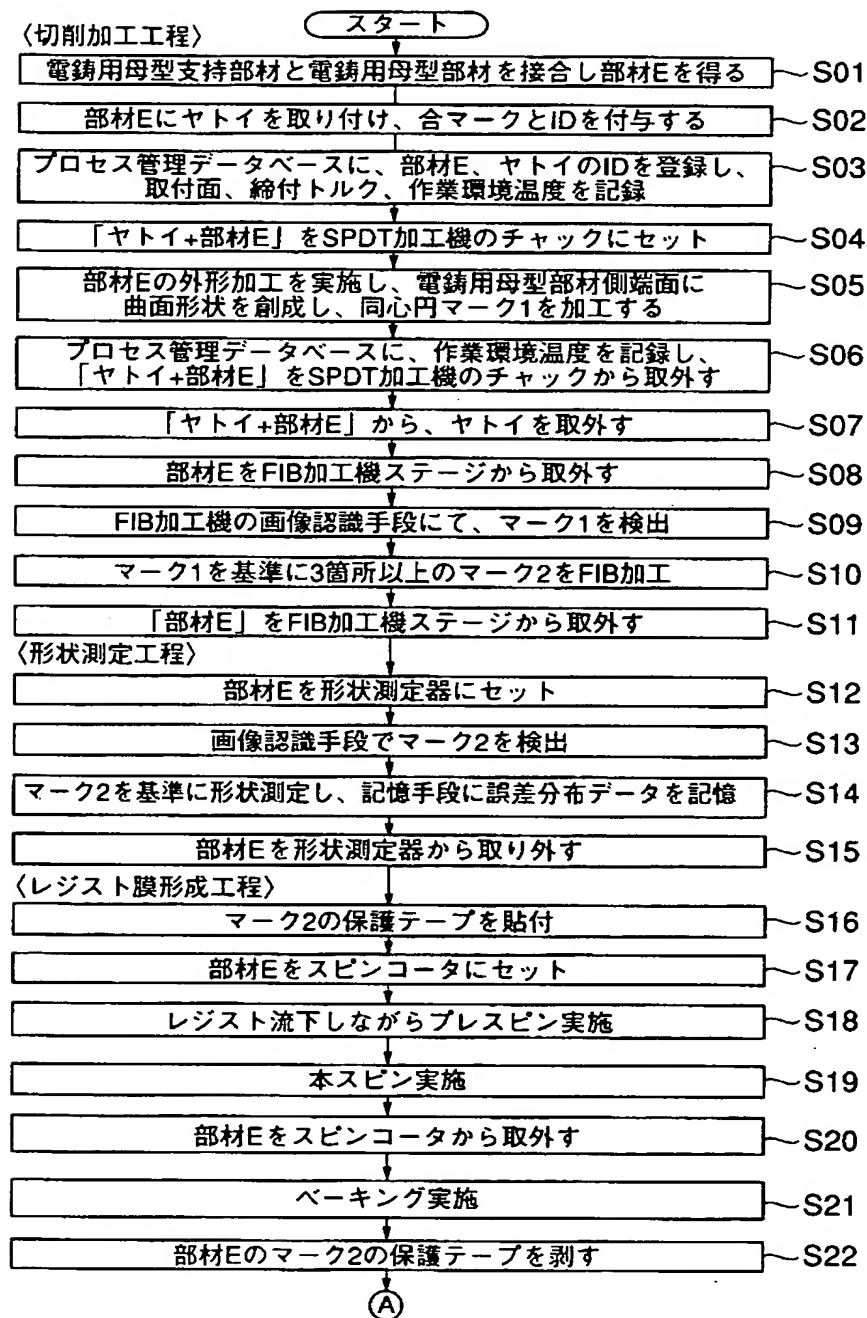 スタート
〈切削加工工程〉
電鋳用母型支持部材と電鋳用母型部材を接合し部材Eを得る
S01
部材Eにヤトイを取り付け、合マークとIDを付与する
S02
プロセス管理データベースに、部材E、ヤトイのIDを登録し、
取付面、締付トルク、作業環境温度を記録
S03
「ヤトイ+部材E」をSPDT加工機のチャックにセット
S04
部材Eの外形加工を実施し、電鋳用母型部材側端面に
曲面形状を創成し、同心円マーク1を加工する
S05
プロセス管理データベースに、作業環境温度を記録し、
「ヤトイ+部材E」をSPDT加工機のチャックから取外す
S06
「ヤトイ+部材E」から、ヤトイを取外す
S07
部材EをFIB加工機ステージから取外す
S08
FIB加工機の画像認識手段にて、マーク1を検出
S09
マーク1を基準に3箇所以上のマーク2をFIB加工
S10
「部材E」をFIB加工機ステージから取外す
S11
〈形状測定工程〉
部材Eを形状測定器にセット
S12
画像認識手段でマーク2を検出
S13
マーク2を基準に形状測定し、記憶手段に誤差分布データを記憶
S14
部材Eを形状測定器から取り外す
S15
〈レジスト膜形成工程〉
マーク2の保護テープを貼付
S16
部材Eをスピンコータにセット
S17
レジスト流下しながらプレスピン実施
S18
本スピン実施
S19
部材Eをスピンコータから取外す
S20
ベーキング実施
S21
部材Eのマーク2の保護テープを剥す
S22
A